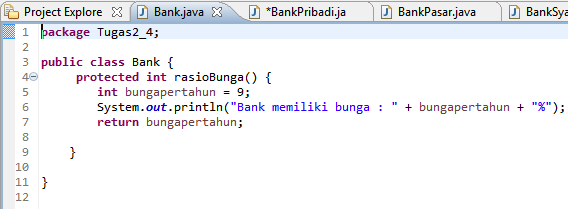 Project Explore Bank.java *BankPribadi.ja BankPasar.java BankSya
1 package Tugas2_4;
2
3 public class Bank {
4 protected int rasioBunga() {
5 int bungapertahun = 9;
6 System.out.println("Bank memiliki bunga : " + bungapertahun + "%");
7 return bungapertahun;
8
9 }
10
11 }
12